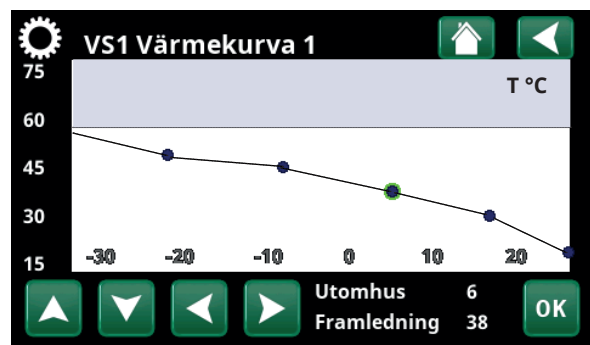 VS1 Värmekurva 1
75
T °C
60
45
30
15
-30 -20 -10 0 10 20
Utomhus 6
Framledning 38
OK